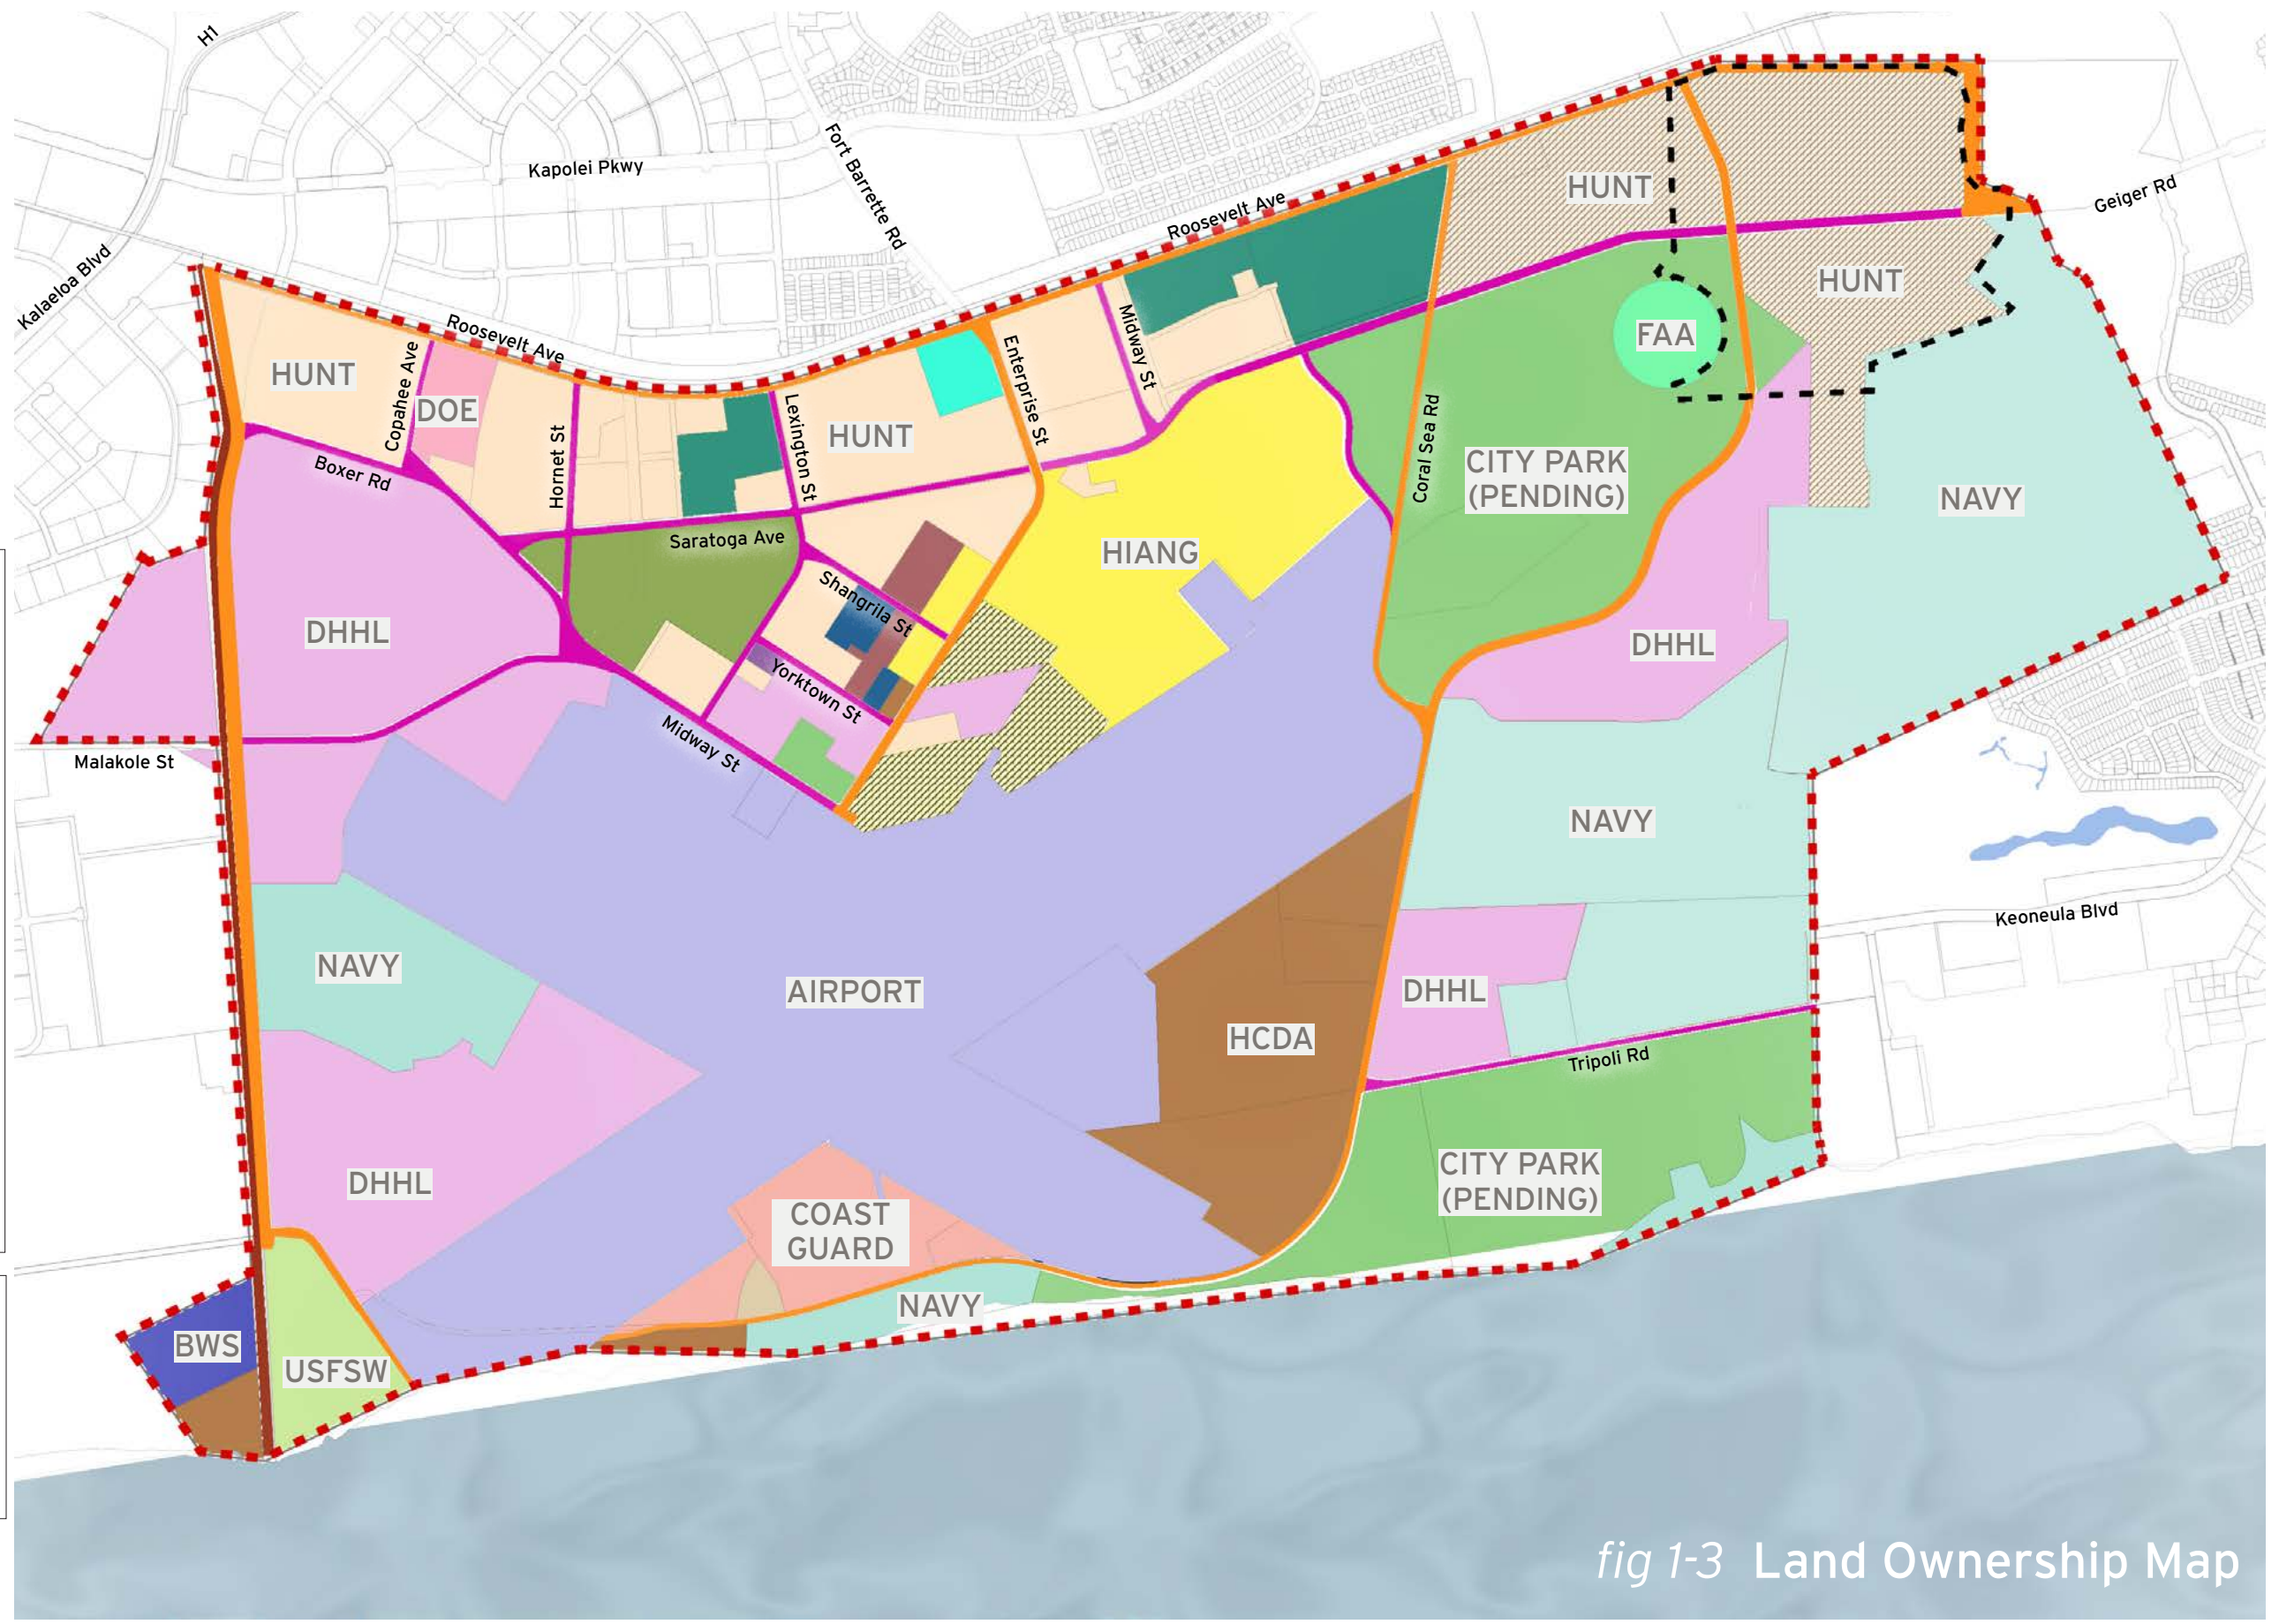 H1
Kapolei Pkwy
Fort Barrette Rd
Kalaeloa Blvd
Roosevelt Ave
Geiger Rd
HUNT
HUNT
FAA
Roosevelt Ave
HUNT
Copahee Ave
DOE
Hornet St
Lexington St
HUNT
Enterprise St
Midway St
Coral Sea Rd
CITY PARK
(PENDING)
NAVY
Boxer Rd
Saratoga Ave
HIANG
Shangrila St
DHHL
DHHL
Yorktown St
Midway St
Malakole St
NAVY
Keoneula Blvd
NAVY
AIRPORT
DHHL
HCDA
Tripoli Rd
DHHL
CITY PARK
(PENDING)
COAST
GUARD
NAVY
BWS
USFSW
fig 1-3 Land Ownership Map